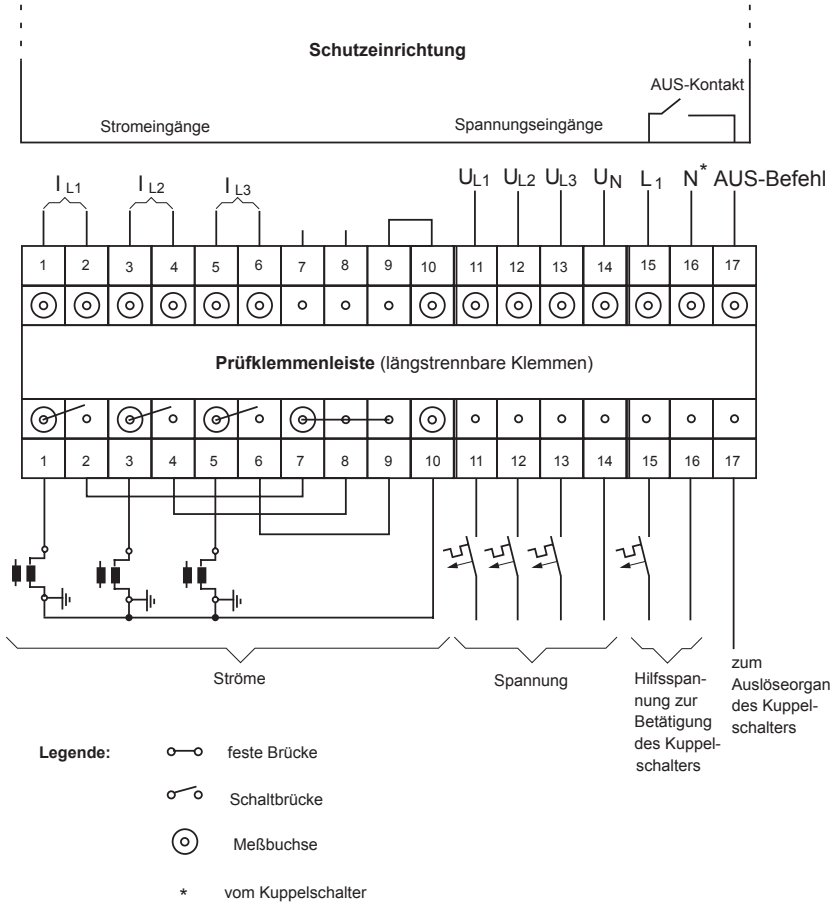 Schutzeinrichtung
AUS-Kontakt
Stromeingänge
Spannungseingänge
I L1
I L2
I L3
UL1 UL2 UL3 UN L1 N* AUS-Befehl
1 2 3 4 5 6 7 8 9 10 11 12 13 14 15 16 17
Prüfklemmenleiste (längstrennbare Klemmen)
1 2 3 4 5 6 7 8 9 10 11 12 13 14 15 16 17
Ströme
Spannung
Hilfsspan-
nung zur
Betätigung
des Kuppel-
schalters
zum
Auslöseorgan
des Kuppel-
schalters
Legende:
feste Brücke
Schaltbrücke
Meßbuchse
* vom Kuppelschalter